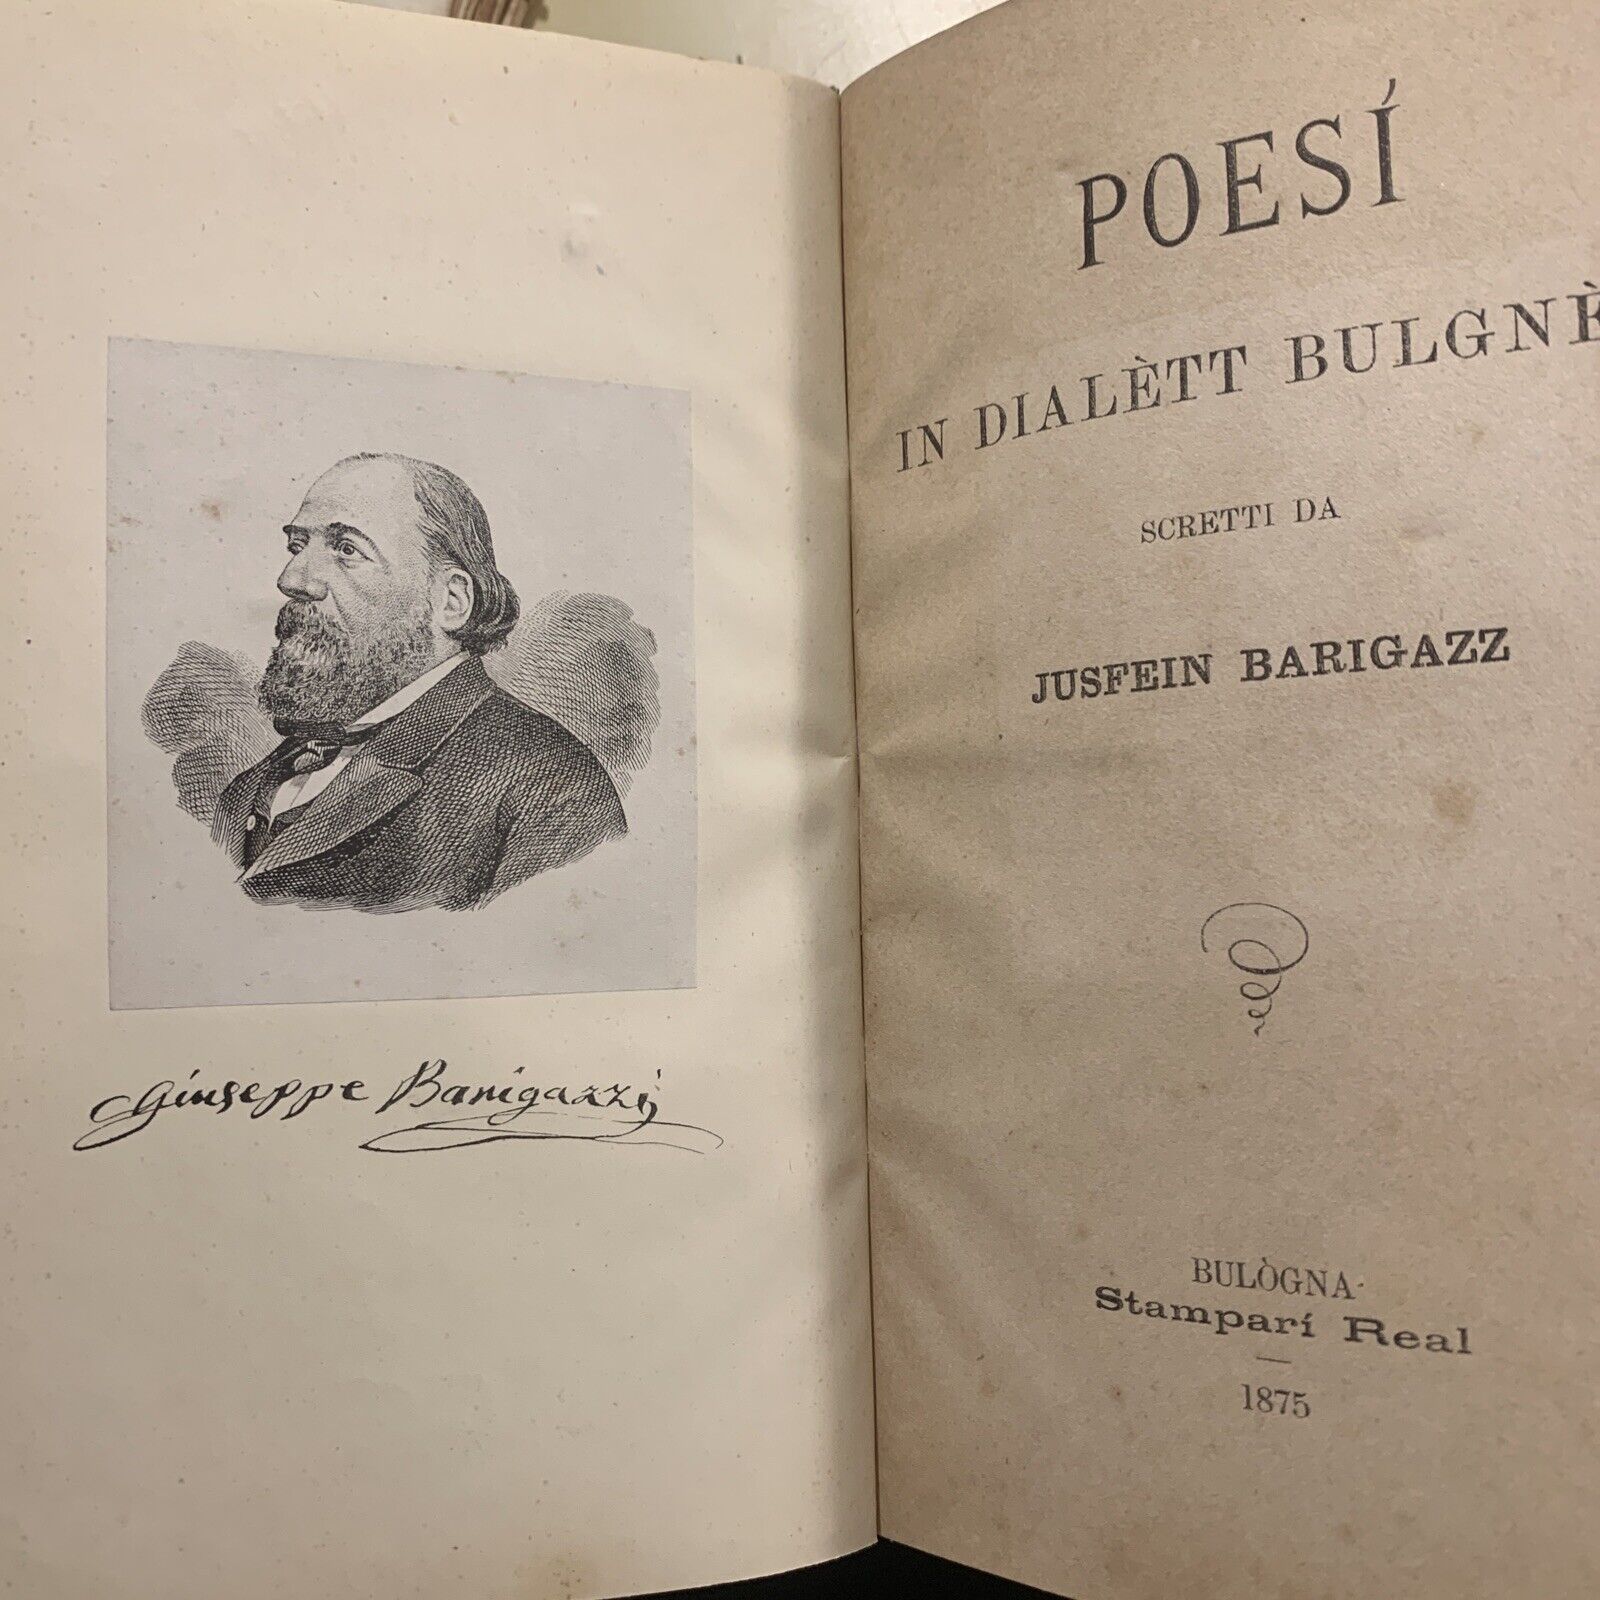 Giuseppe Barigazzi
POESÍ
IN DIALÈTT BULGNÈ
SCRETTI DA
JUSFEIN BARIGAZZ
BULÒGNA
Stamparí Real
1875